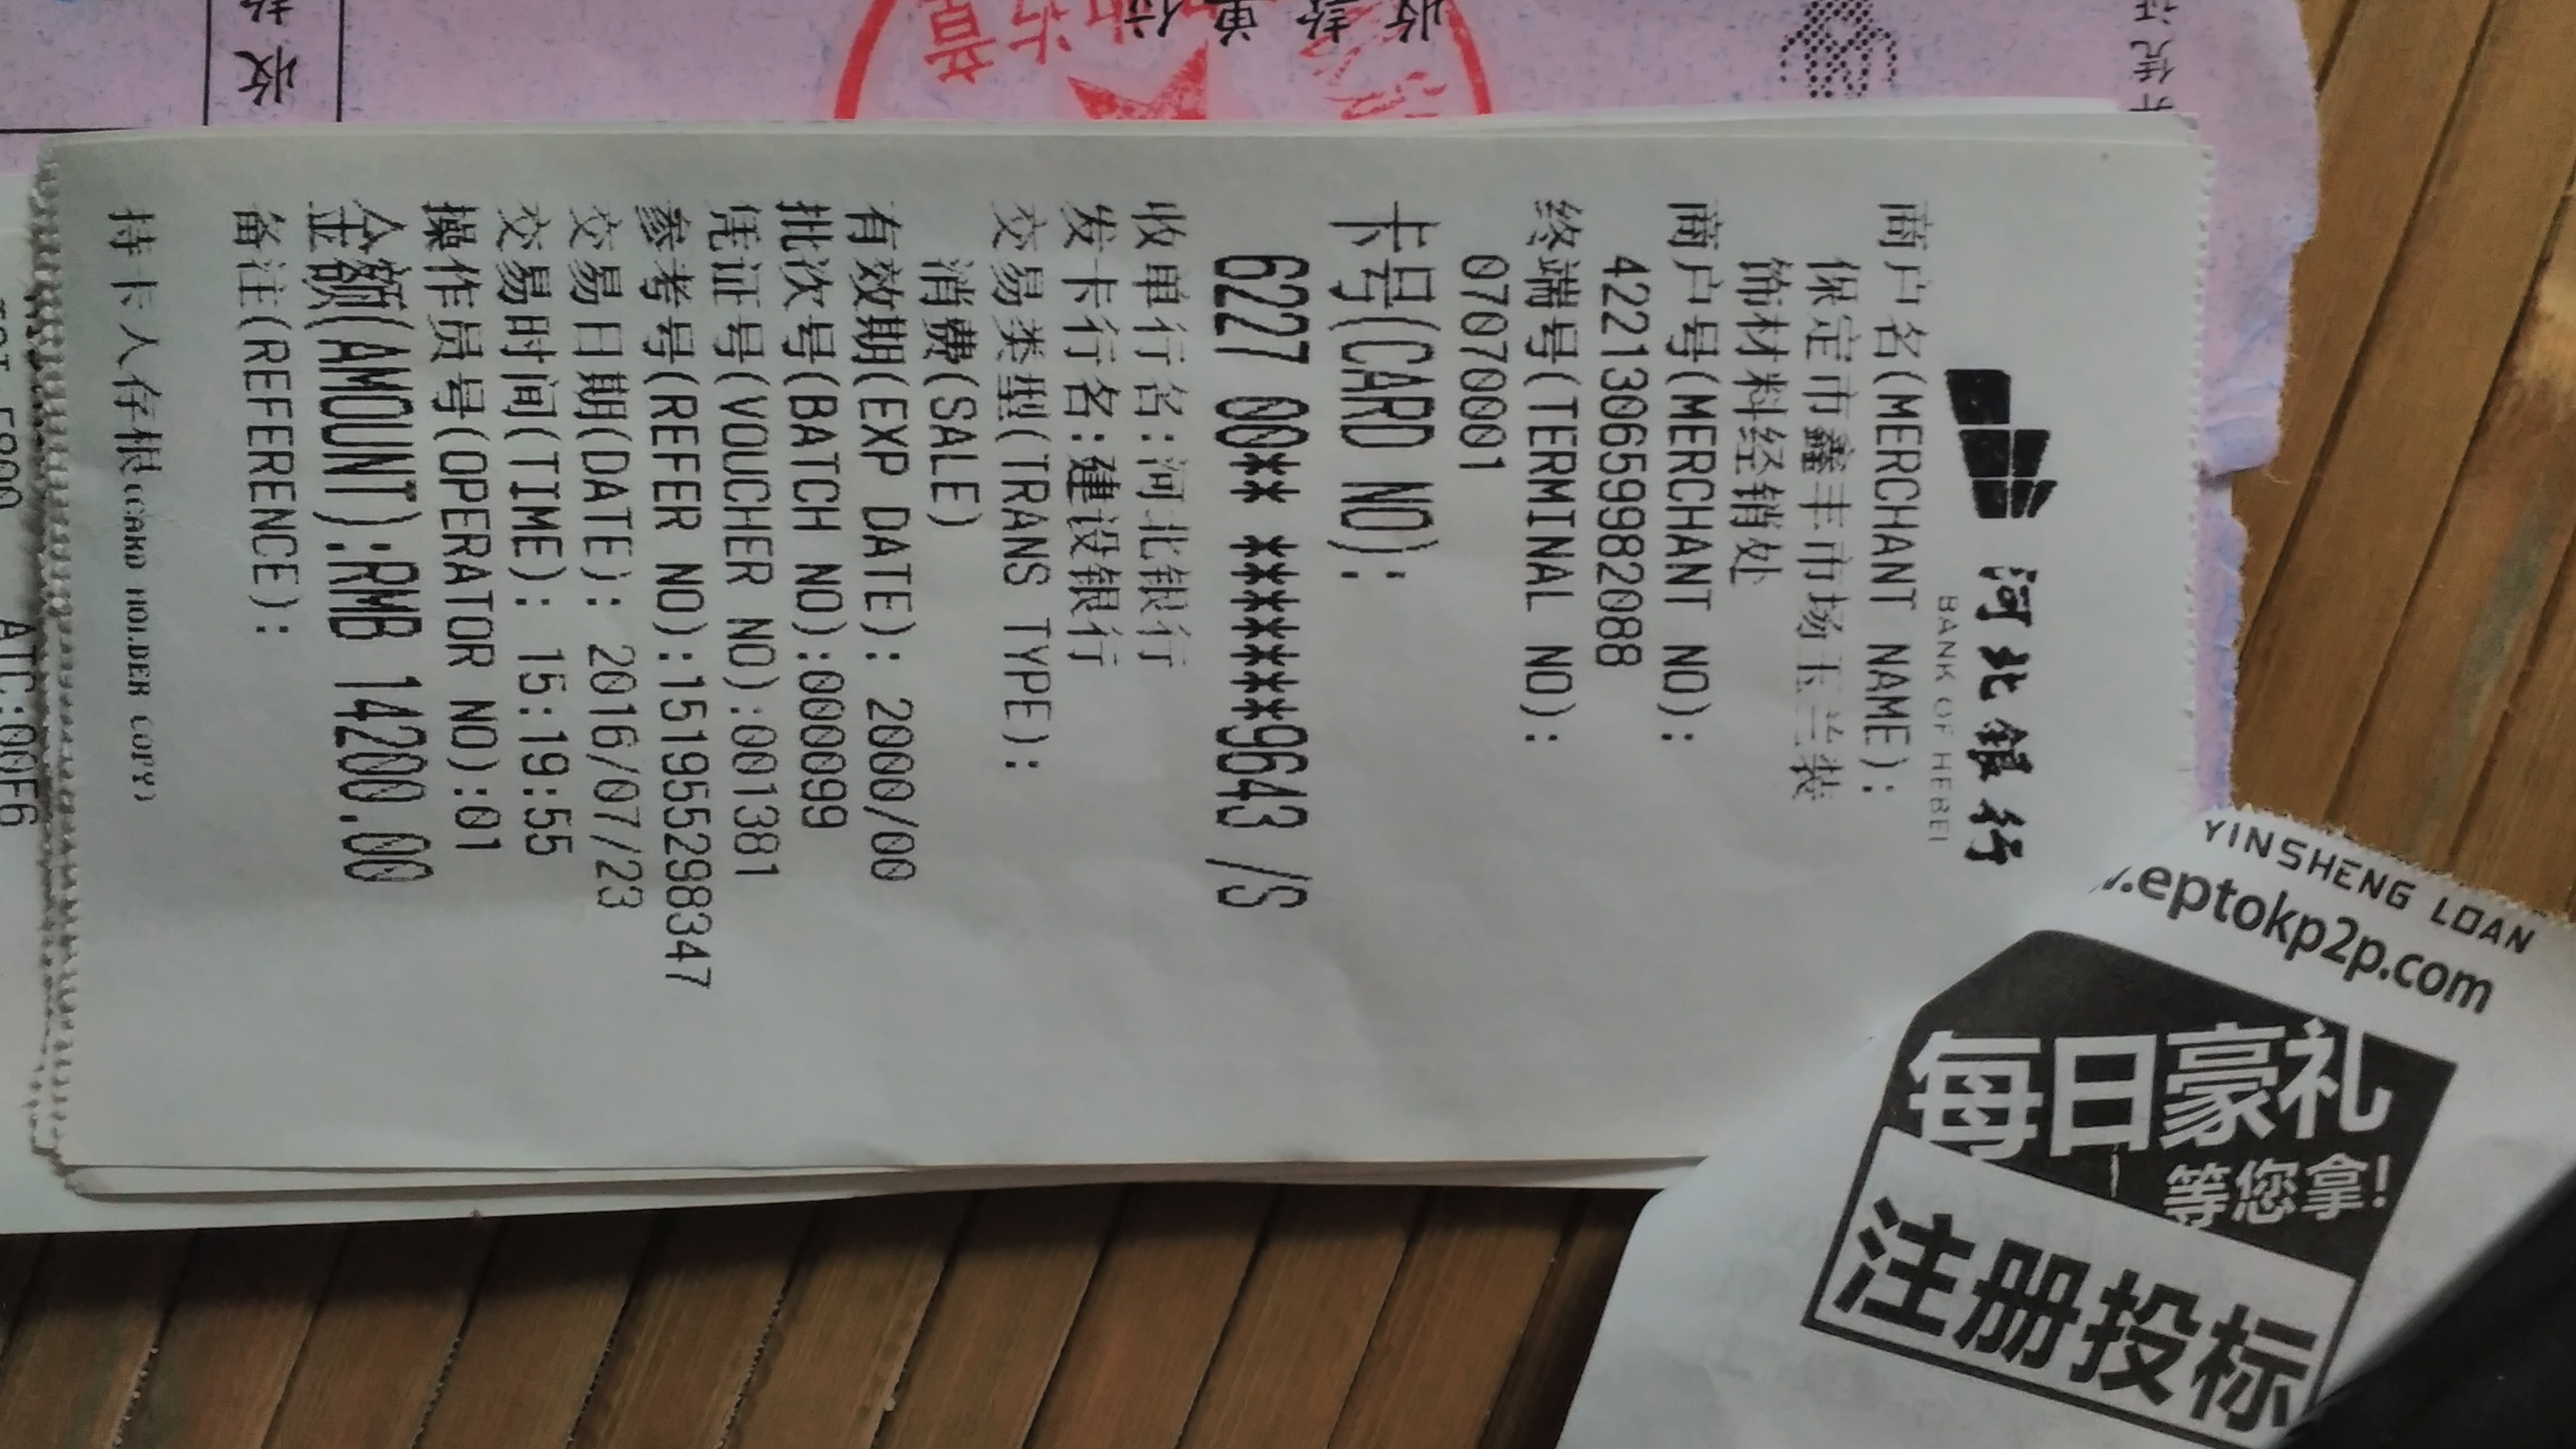 河北银行
BANK OF HEBEI
商户名(MERCHANT NAME):
保定市鑫丰市场玉兰装
饰材料经销处
商户号(MERCHANT NO):
422130659982088
终端号(TERMINAL NO):
07070001
卡号(CARD NO):
6227 00** ********9643 /S
收单行名:河北银行
发卡行名:建设银行
交易类型(TRANS TYPE):
消费(SALE)
有效期(EXP DATE): 2000/00
批次号(BATCH NO):000099
凭证号(VOUCHER NO):001381
参考号(REFER NO):151955298347
交易日期(DATE): 2016/07/23
交易时间(TIME): 15:19:55
操作员号(OPERATOR NO):01
金额(AMOUNT):RMB 14200.00
备注(REFERENCE):
持卡人存根(CARD HOLDER COPY)
YINSHENG LOAN
.eptokp2p.com
每日豪礼
等您拿!
注册投标
收款单位
收款
ATC:00F6